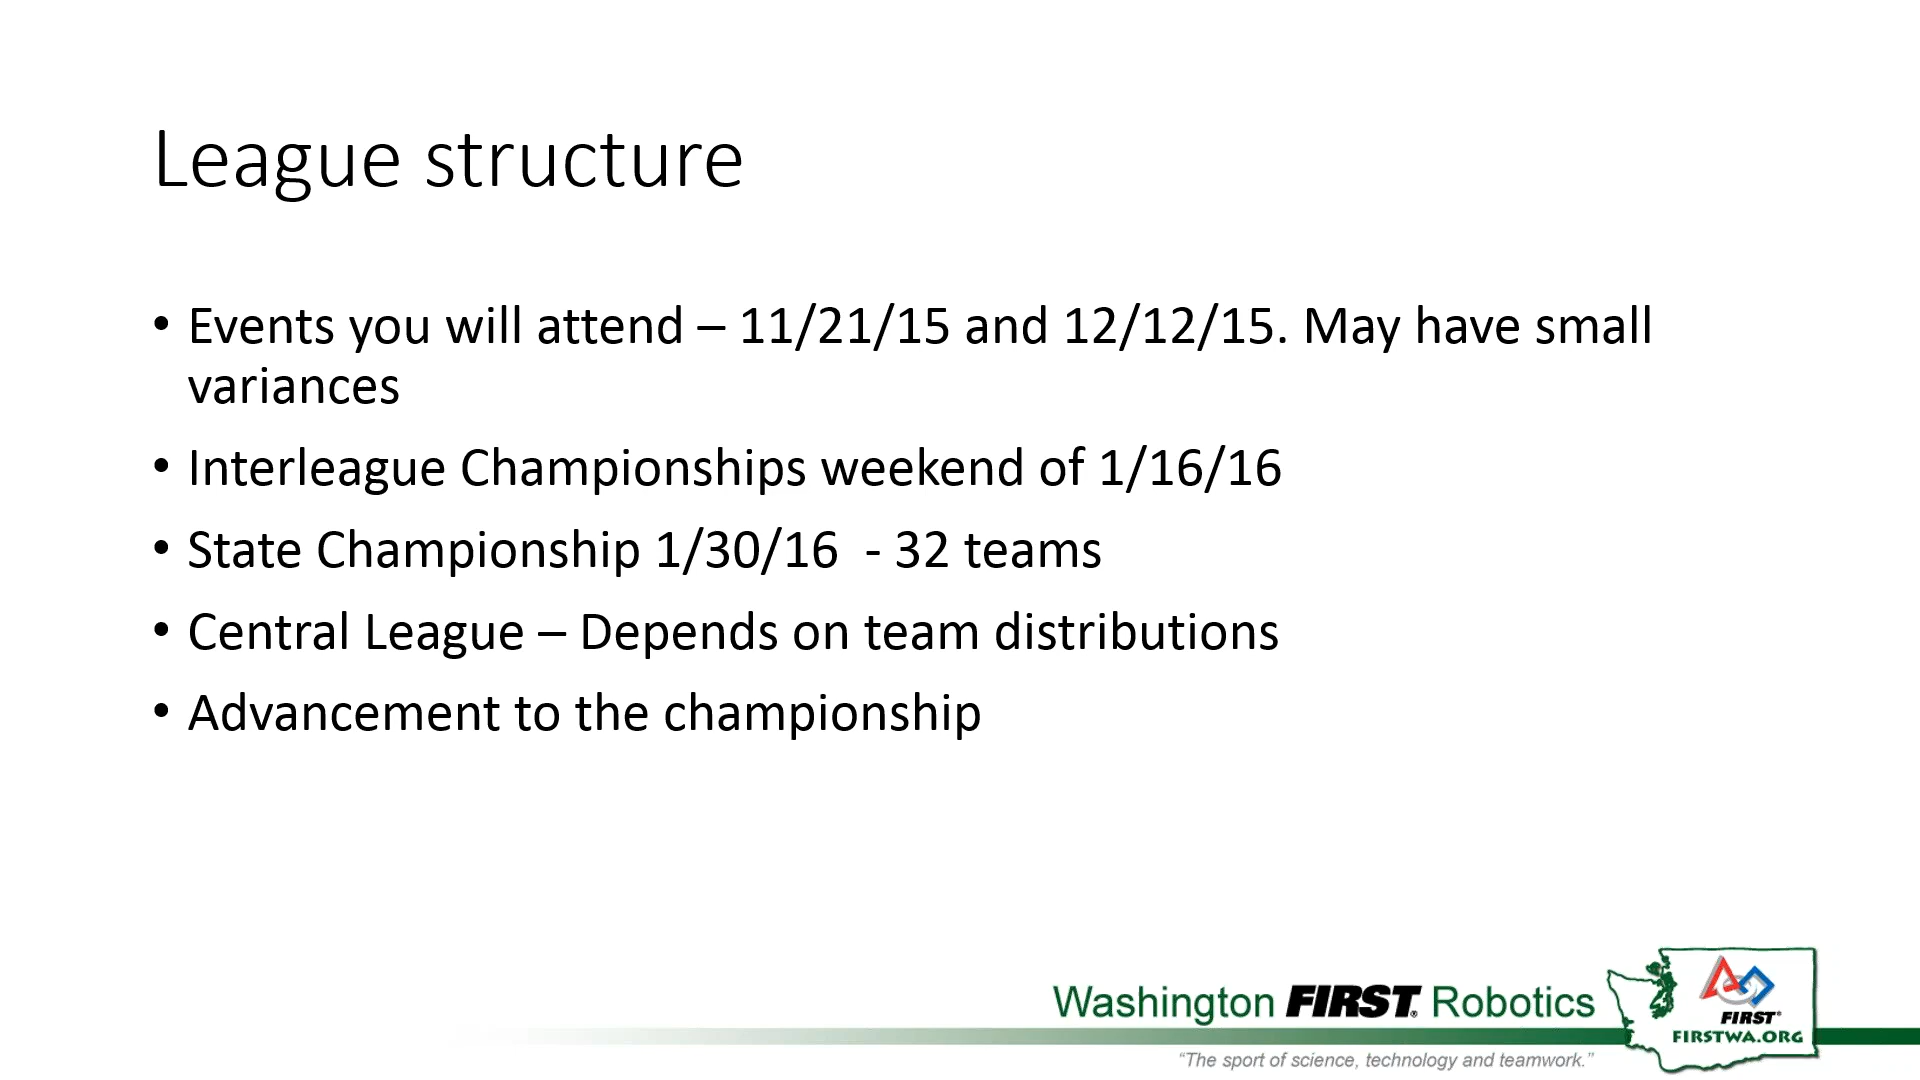 League structure
• Events you will attend – 11/21/15 and 12/12/15. May have small
variances
• Interleague Championships weekend of 1/16/16
• State Championship 1/30/16  - 32 teams
• Central League – Depends on team distributions
• Advancement to the championship
Washington FIRST® Robotics
FIRST®
FIRSTWA.ORG
“The sport of science, technology and teamwork.”